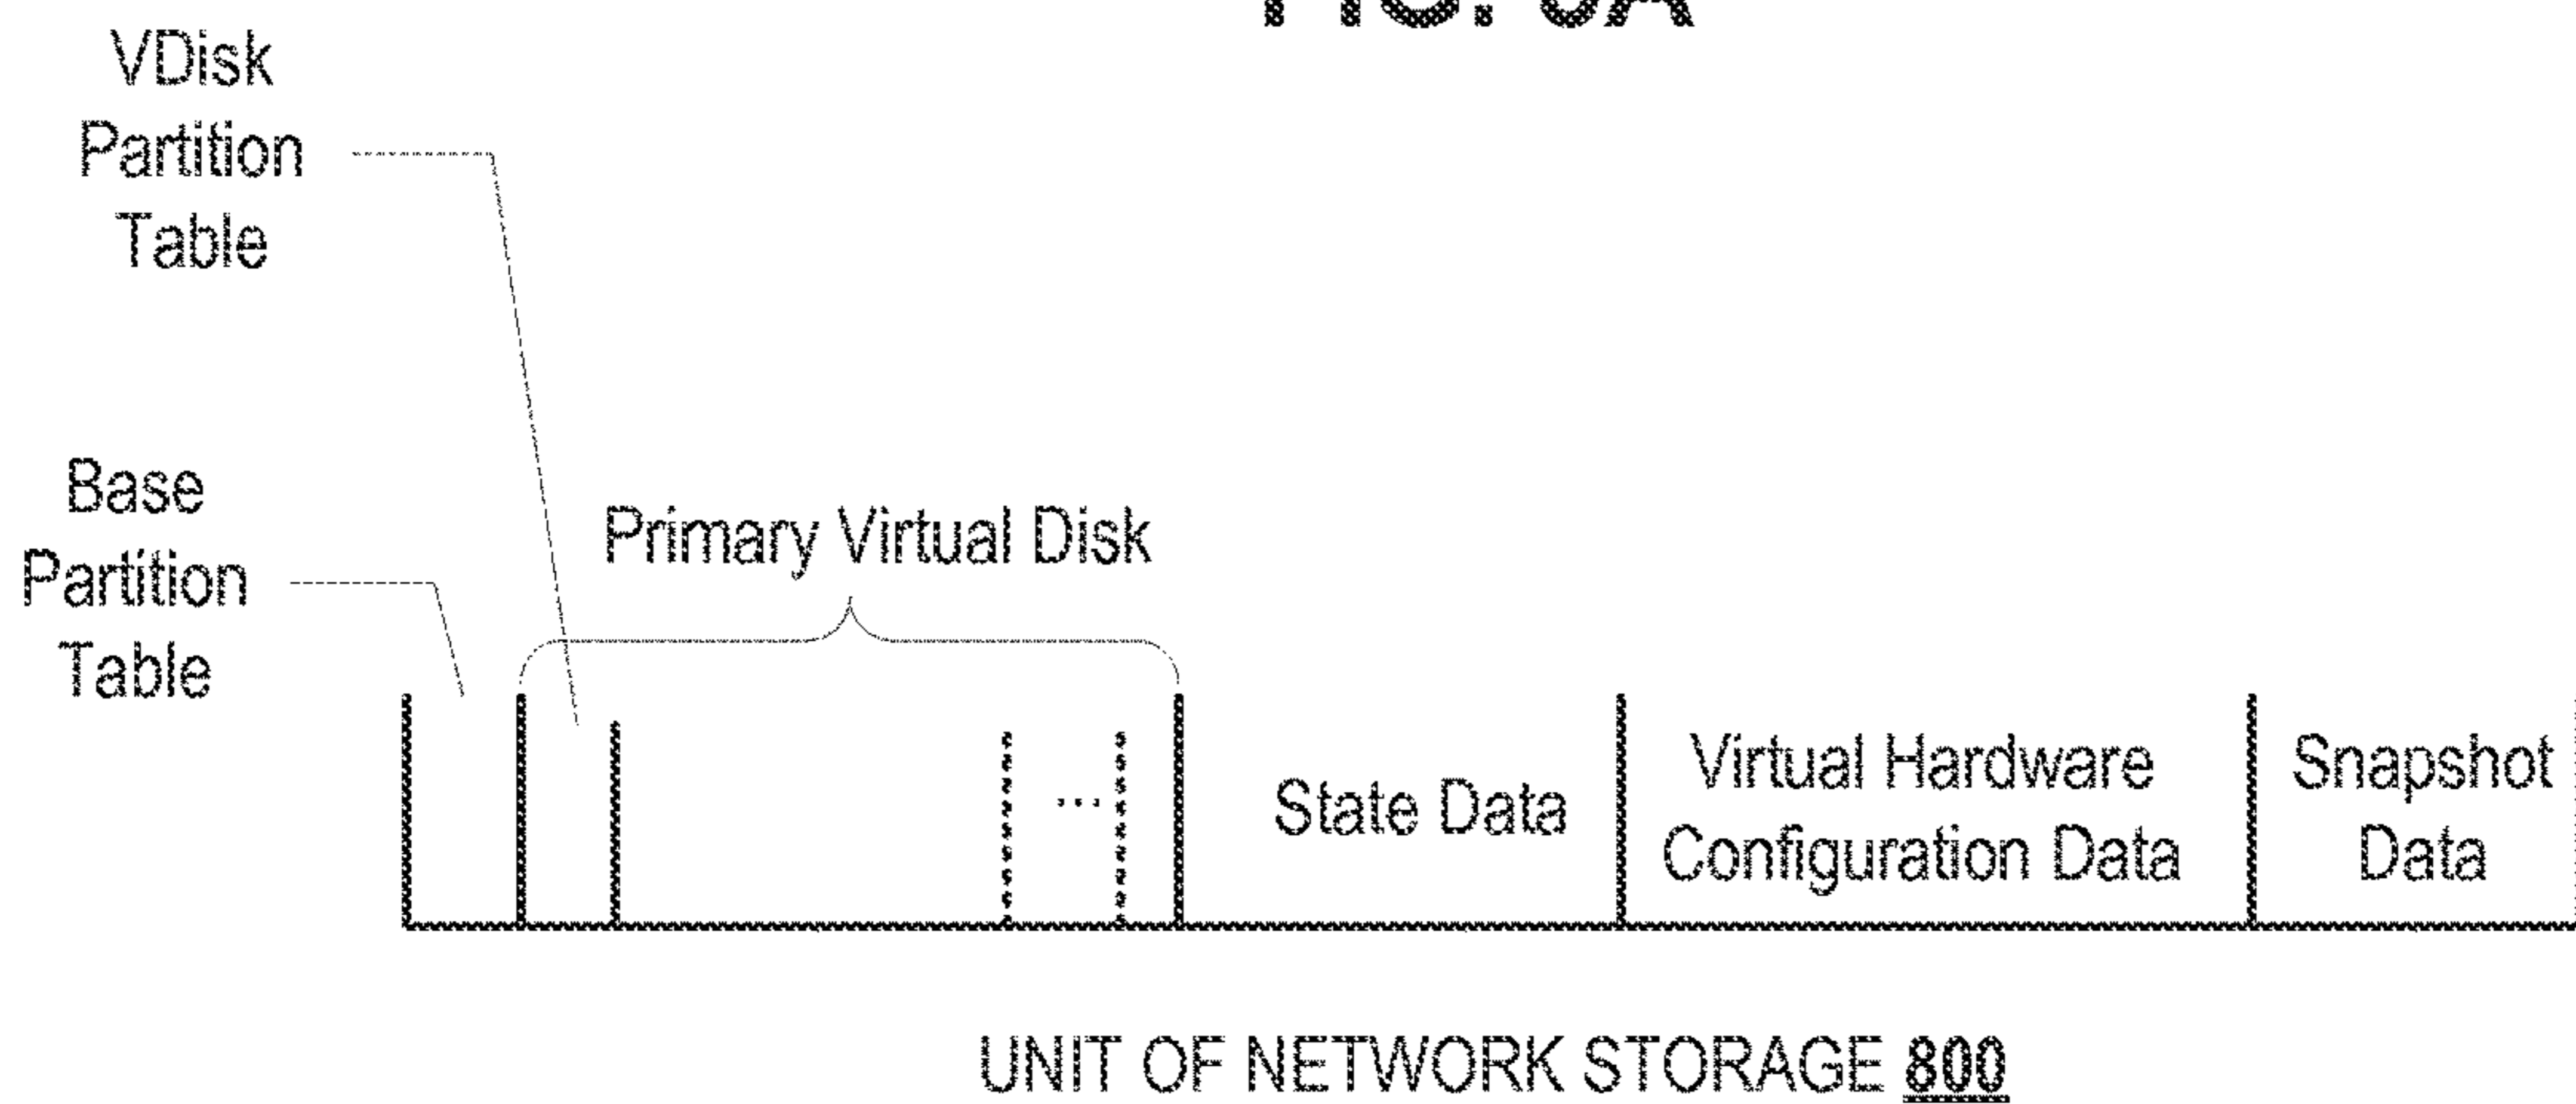 VDisk
Partition
Table
Base
Partition
Table
Primary Virtual Disk
...
State Data
Virtual Hardware
Configuration Data
Snapshot
Data
UNIT OF NETWORK STORAGE 800